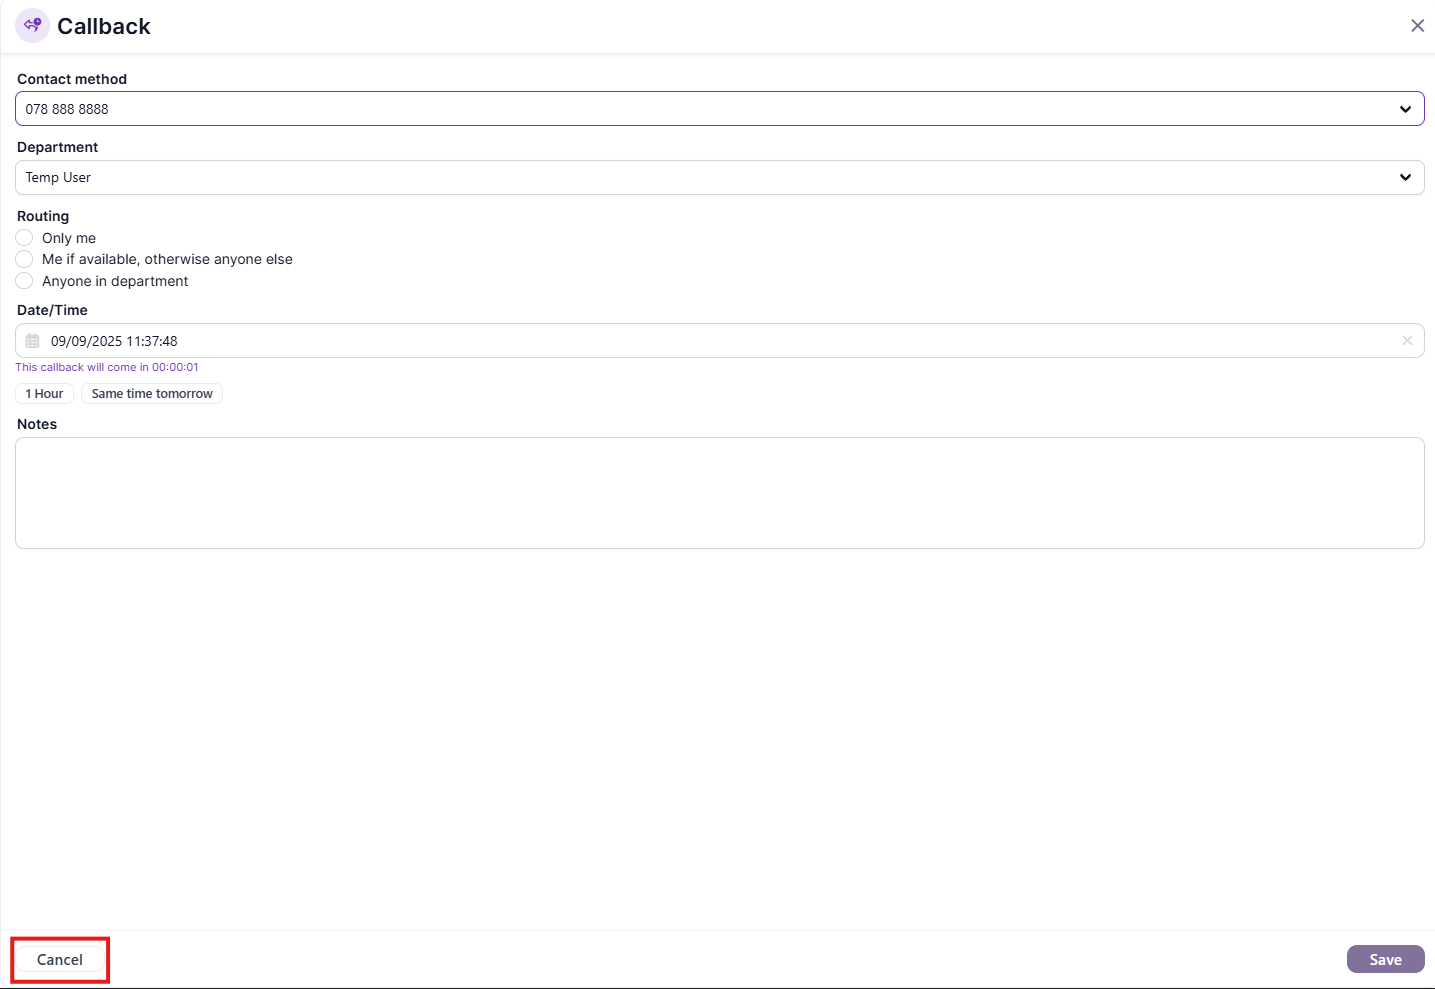 Callback
Contact method
078 888 8888
Department
Temp User
Routing
Only me
Me if available, otherwise anyone else
Anyone in department
Date/Time
09/09/2025 11:37:48
This callback will come in 00:00:01
1 Hour Same time tomorrow
Notes
Cancel Save